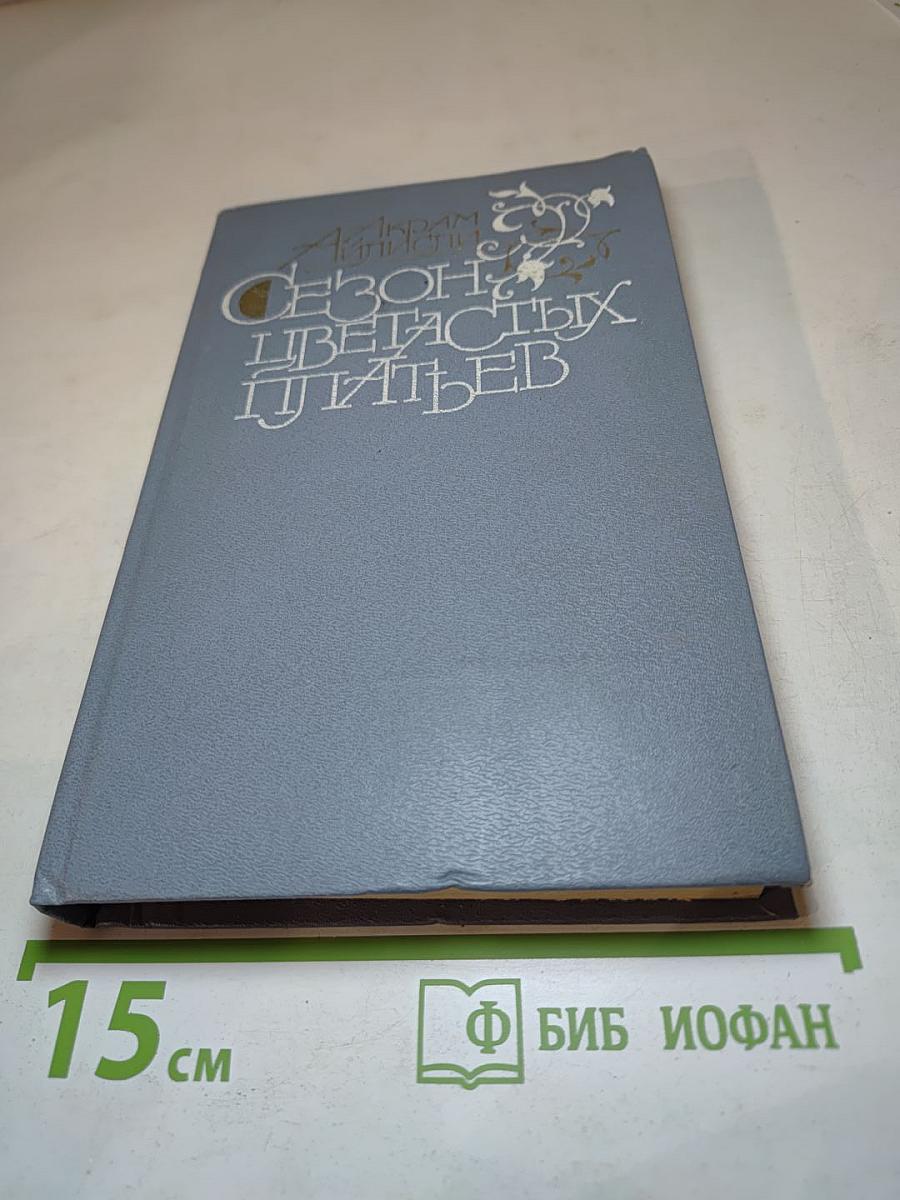 Акрам
Айлисли
Сезон
цветастых
платьев
15 см
Ф БИБ ИОФАН